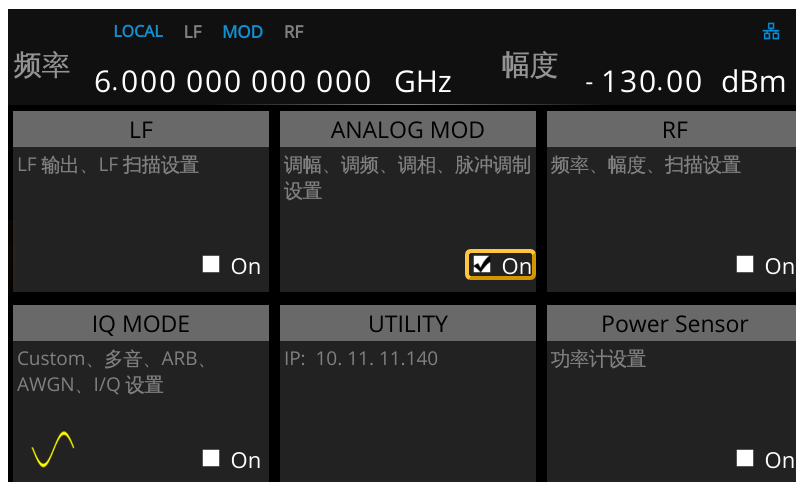 LOCAL LF MOD RF
频率 6.000 000 000 000 GHz 幅度 -130.00 dBm
LF
LF 输出、LF 扫描设置
On
ANALOG MOD
调幅、调频、调相、脉冲调制
设置
On
RF
频率、幅度、扫描设置
On
IQ MODE
Custom、多音、ARB、
AWGN、I/Q 设置
On
UTILITY
IP: 10. 11. 11.140
Power Sensor
功率计设置
On